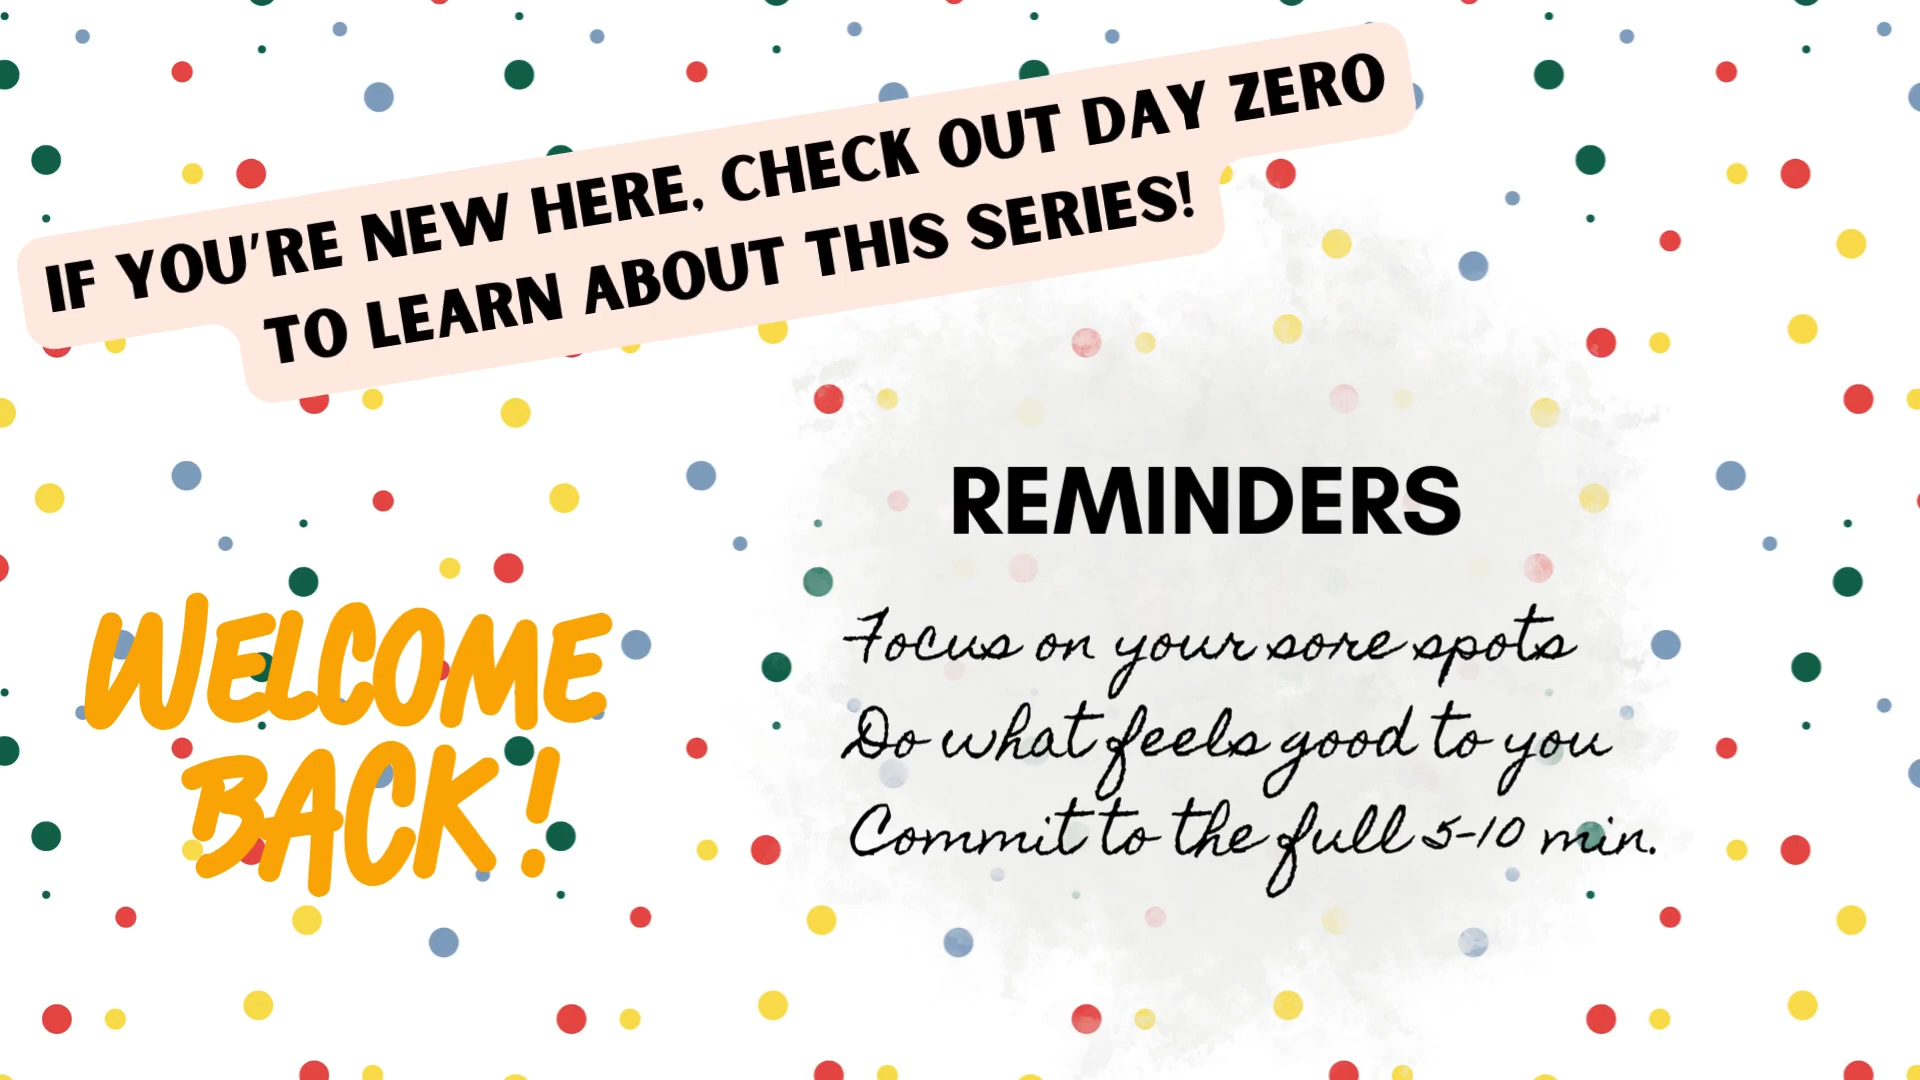 IF YOU'RE NEW HERE, CHECK OUT DAY ZERO
TO LEARN ABOUT THIS SERIES!
WELCOME
BACK!
REMINDERS
Focus on your sore spots
Do what feels good to you
Commit to the full 5-10 min.